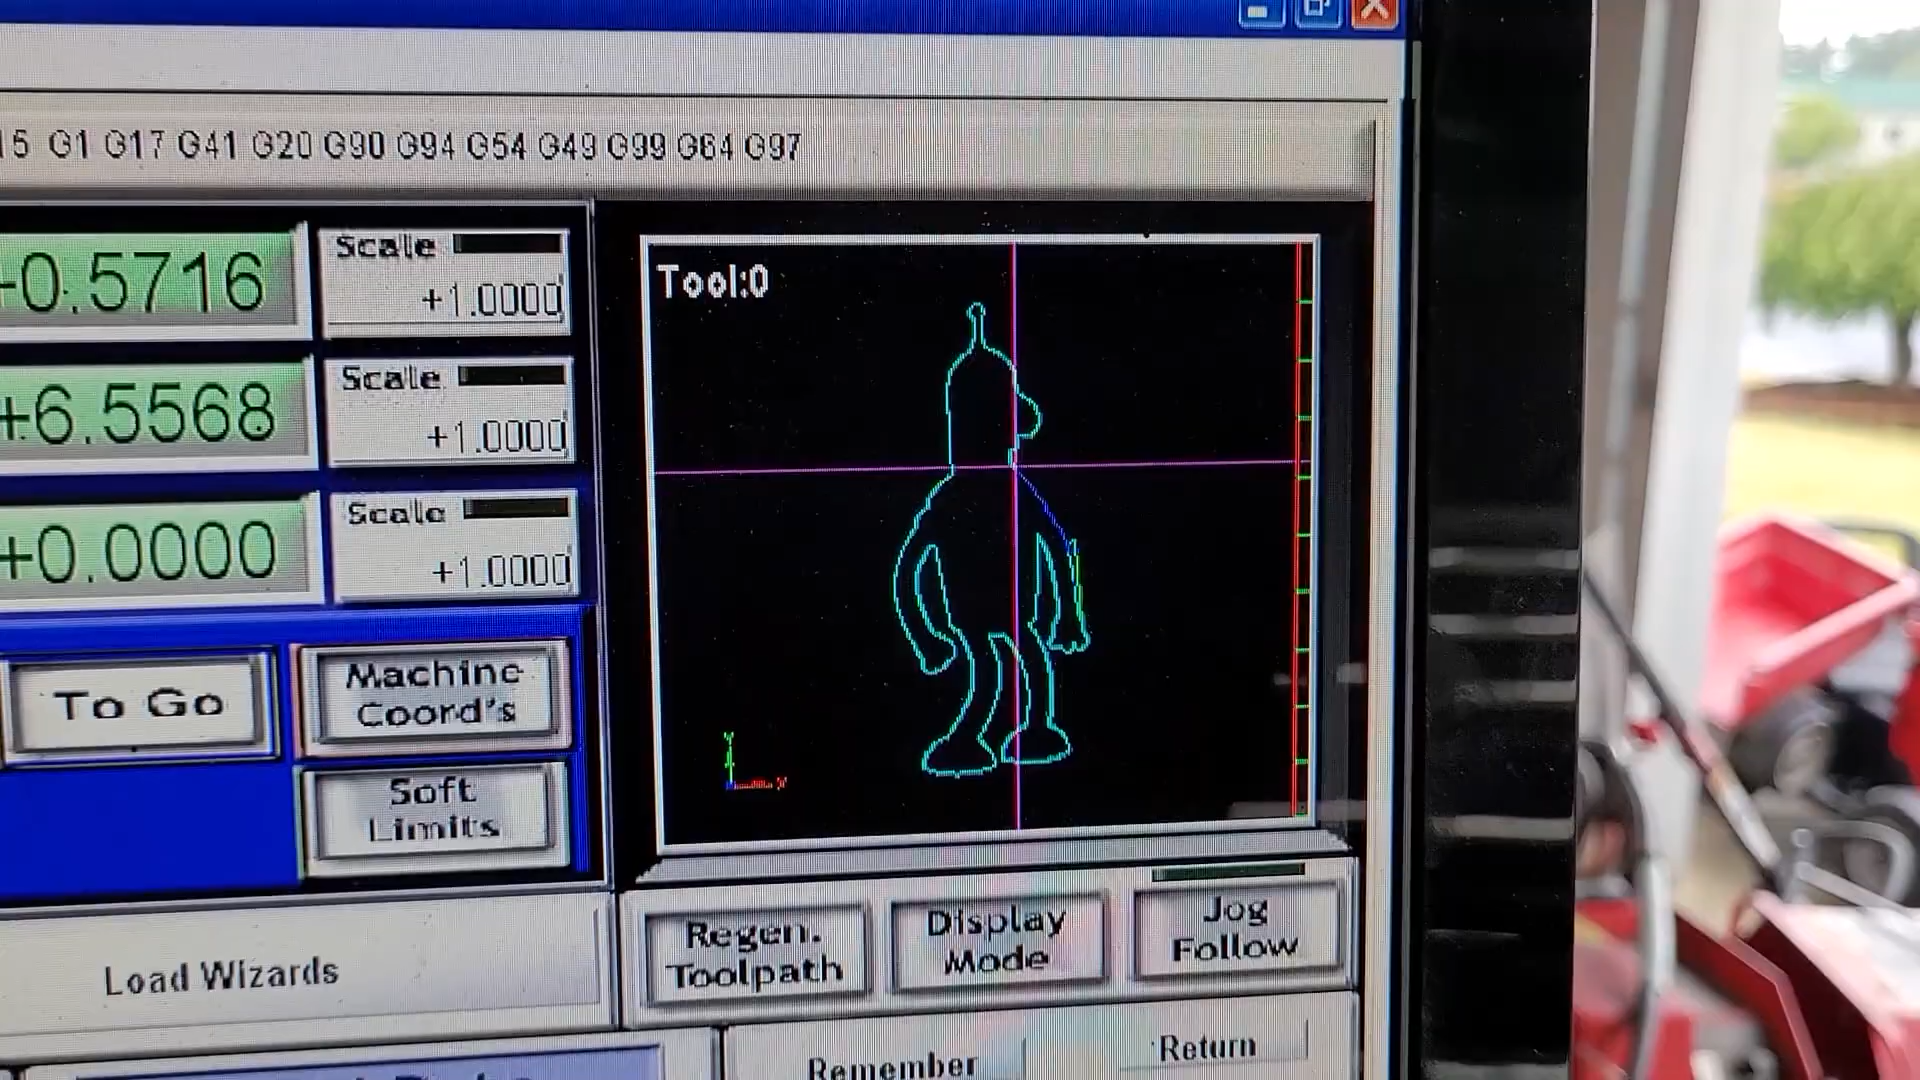 15 G1 G17 G41 G20 G90 G94 G54 G49 G99 G64 G97
+0.5716
Scale
+1.0000
Tool:0
+6.5568
Scale
+1.0000
+0.0000
Scale
+1.0000
To Go
Machine
Coord's
Soft
Limits
Regen.
Toolpath
Display
Mode
Jog
Follow
Load Wizards
Remember
Return